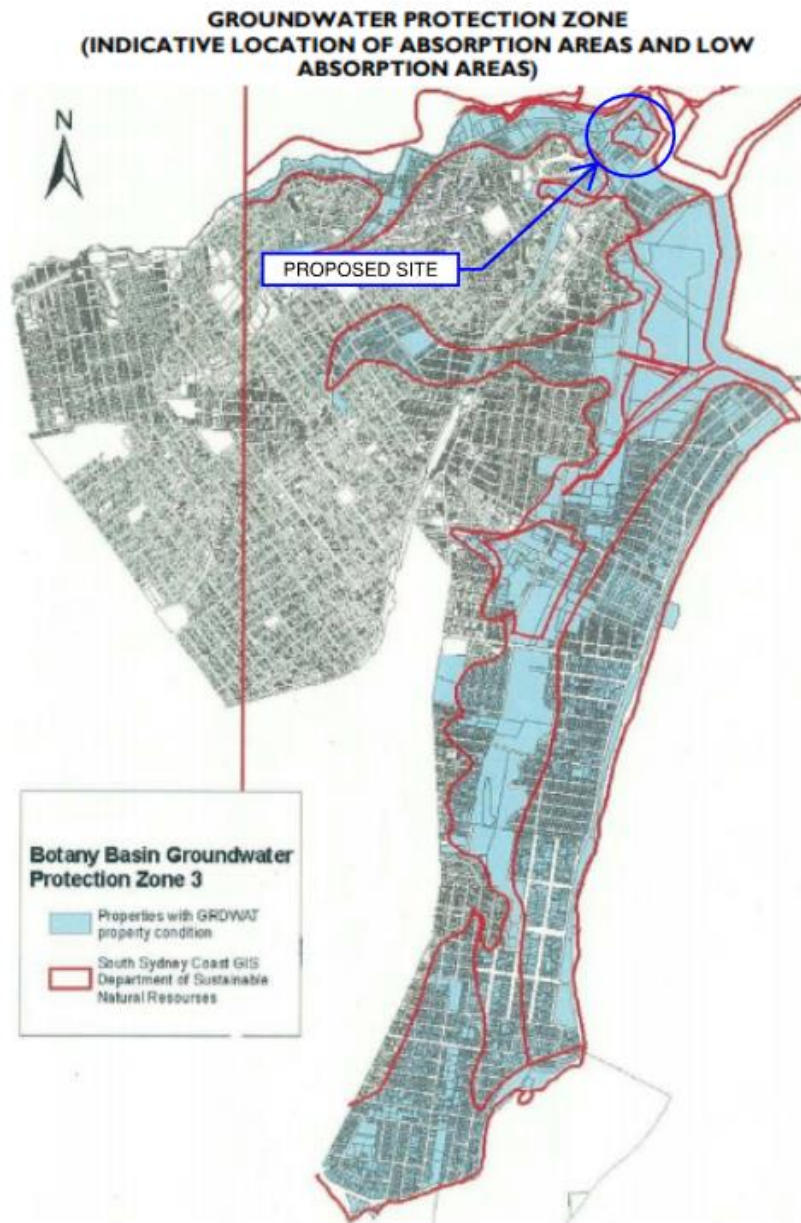 GROUNDWATER PROTECTION ZONE
(INDICATIVE LOCATION OF ABSORPTION AREAS AND LOW
ABSORPTION AREAS)
N
PROPOSED SITE
Botany Basin Groundwater
Protection Zone 3
Properties with GRDWAT
property condition
South Sydney Coast GIS
Department of Sustainable
Natural Resourses